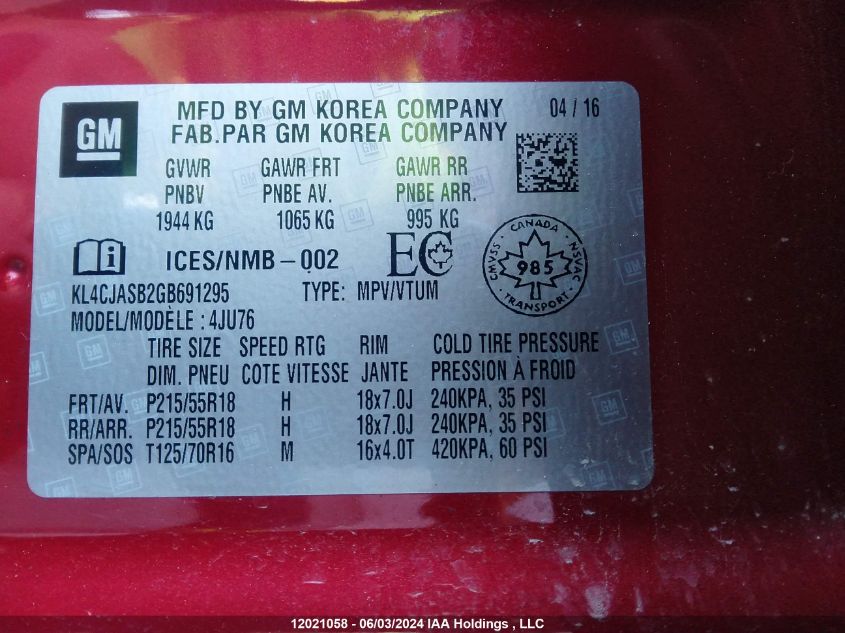 GM
MFD BY GM KOREA COMPANY 04 / 16
FAB.PAR GM KOREA COMPANY
GVWR GAWR FRT GAWR RR
PNBV PNBE AV. PNBE ARR.
1944 KG 1065 KG 995 KG
ICES/NMB-002 EC
CMVSS · CANADA · NSVAC
985
TRANSPORT
KL4CJASB2GB691295 TYPE: MPV/VTUM
MODEL/MODÈLE : 4JU76
TIRE SIZE SPEED RTG RIM COLD TIRE PRESSURE
DIM. PNEU COTE VITESSE JANTE PRESSION À FROID
FRT/AV. P215/55R18 H 18x7.0J 240KPA, 35 PSI
RR/ARR. P215/55R18 H 18x7.0J 240KPA, 35 PSI
SPA/SOS T125/70R16 M 16x4.0T 420KPA, 60 PSI
12021058 - 06/03/2024 IAA Holdings , LLC